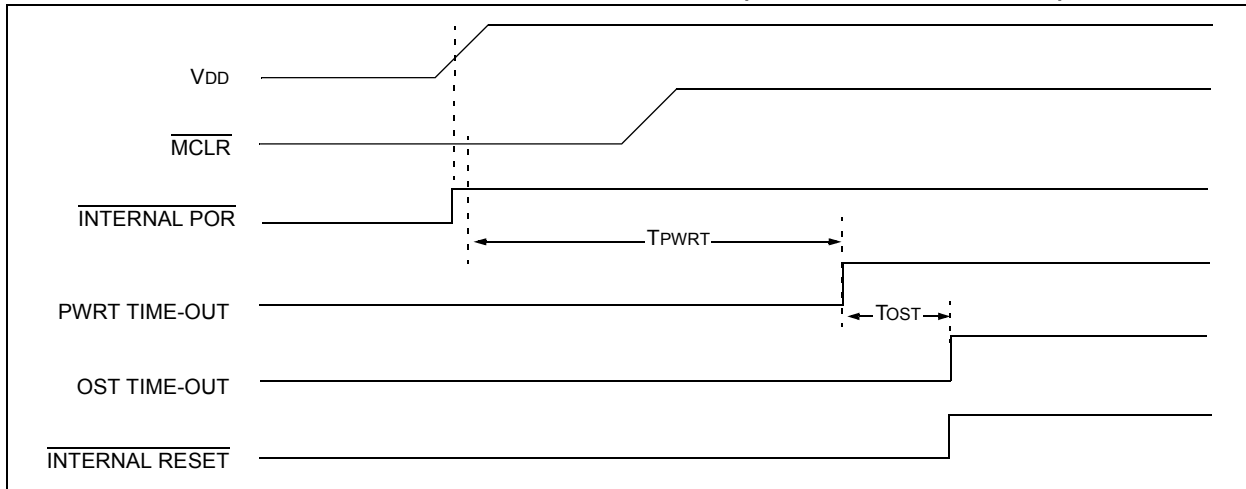 VDD
MCLR
INTERNAL POR
TPWRT
PWRT TIME-OUT
TOST
OST TIME-OUT
INTERNAL RESET